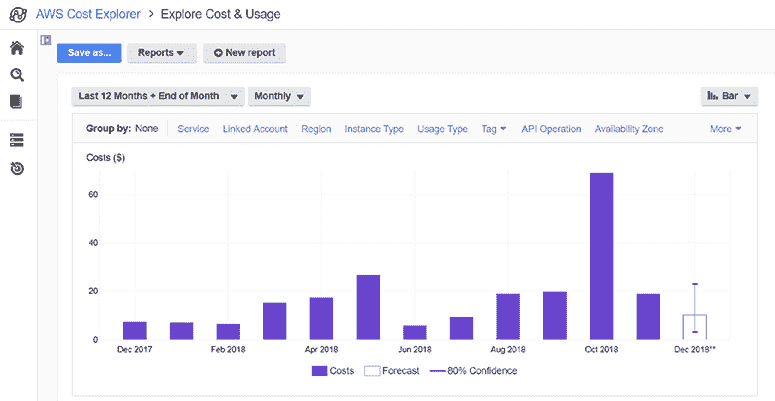 AWS Cost Explorer > Explore Cost & Usage
Save as... Reports New report
Last 12 Months + End of Month Monthly Bar
Group by: None Service Linked Account Region Instance Type Usage Type Tag API Operation Availability Zone More
Costs ($)
60
40
20
0
Dec 2017 Feb 2018 Apr 2018 Jun 2018 Aug 2018 Oct 2018 Dec 2018**
Costs Forecast 80% Confidence